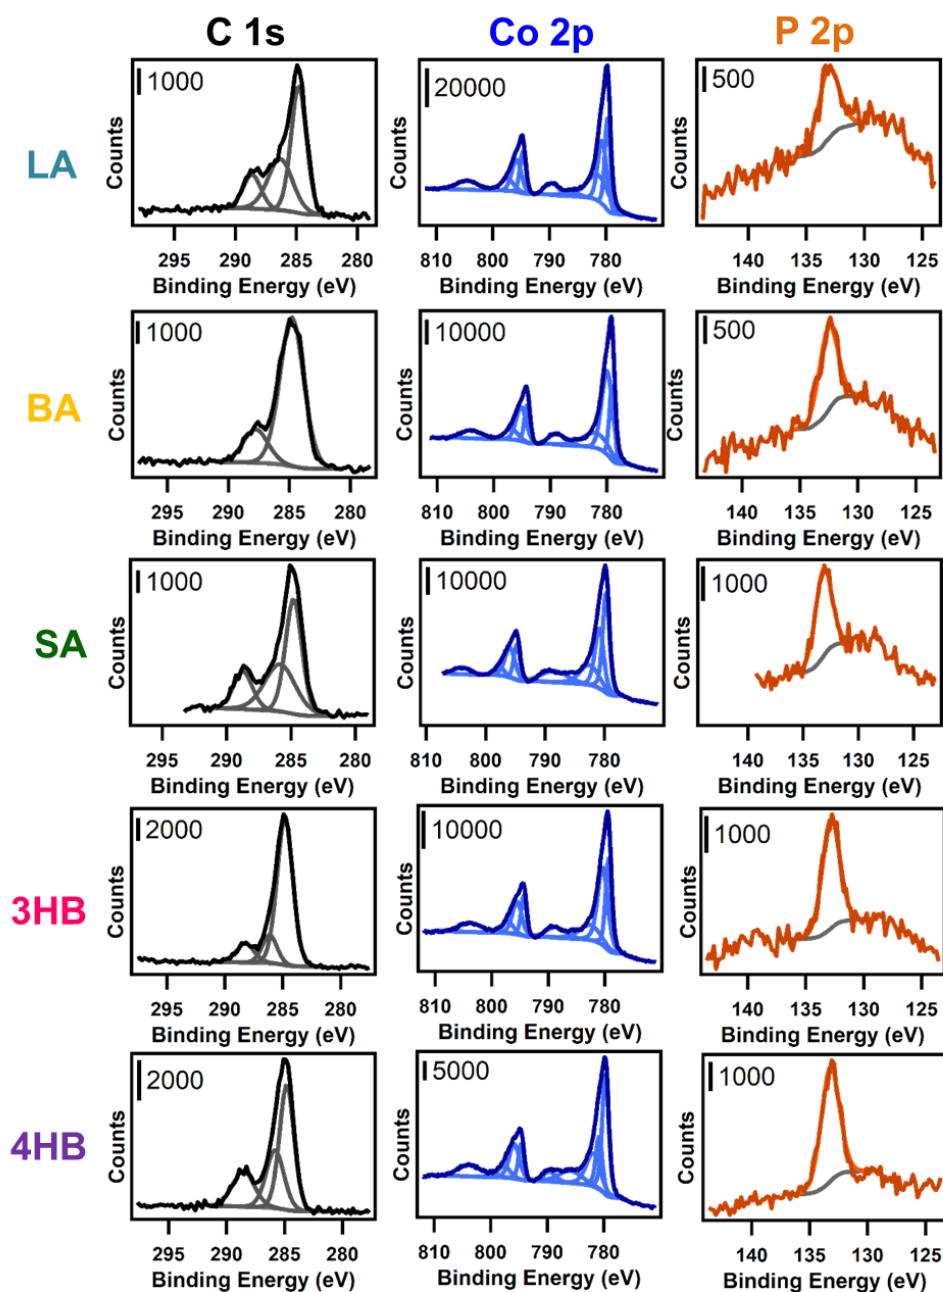 C 1s Co 2p P 2p
LA
Counts 1000
295 290 285 280
Binding Energy (eV)
Counts 20000
810 800 790 780
Binding Energy (eV)
Counts 500
140 135 130 125
Binding Energy (eV)
BA
Counts 1000
295 290 285 280
Binding Energy (eV)
Counts 10000
810 800 790 780
Binding Energy (eV)
Counts 500
140 135 130 125
Binding Energy (eV)
SA
Counts 1000
295 290 285 280
Binding Energy (eV)
Counts 10000
810 800 790 780
Binding Energy (eV)
Counts 1000
140 135 130 125
Binding Energy (eV)
3HB
Counts 2000
295 290 285 280
Binding Energy (eV)
Counts 10000
810 800 790 780
Binding Energy (eV)
Counts 1000
140 135 130 125
Binding Energy (eV)
4HB
Counts 2000
295 290 285 280
Binding Energy (eV)
Counts 5000
810 800 790 780
Binding Energy (eV)
Counts 1000
140 135 130 125
Binding Energy (eV)